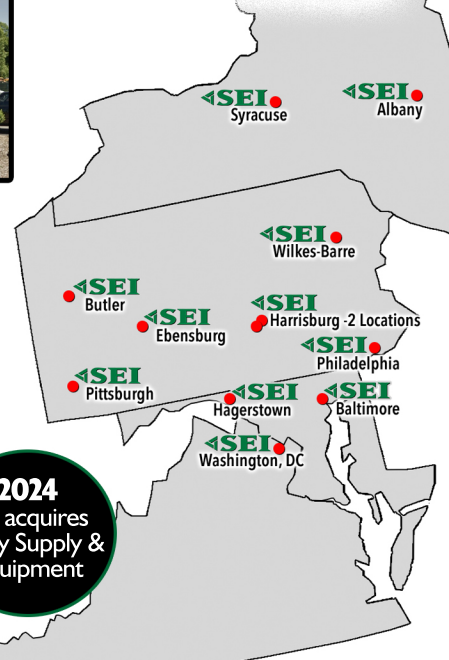 SEI
Syracuse
SEI
Albany
SEI
Wilkes-Barre
SEI
Butler
SEI
Ebensburg
SEI
Harrisburg -2 Locations
SEI
Philadelphia
SEI
Pittsburgh
SEI
Hagerstown
SEI
Baltimore
SEI
Washington, DC
2024
acquires
y Supply &
uipment